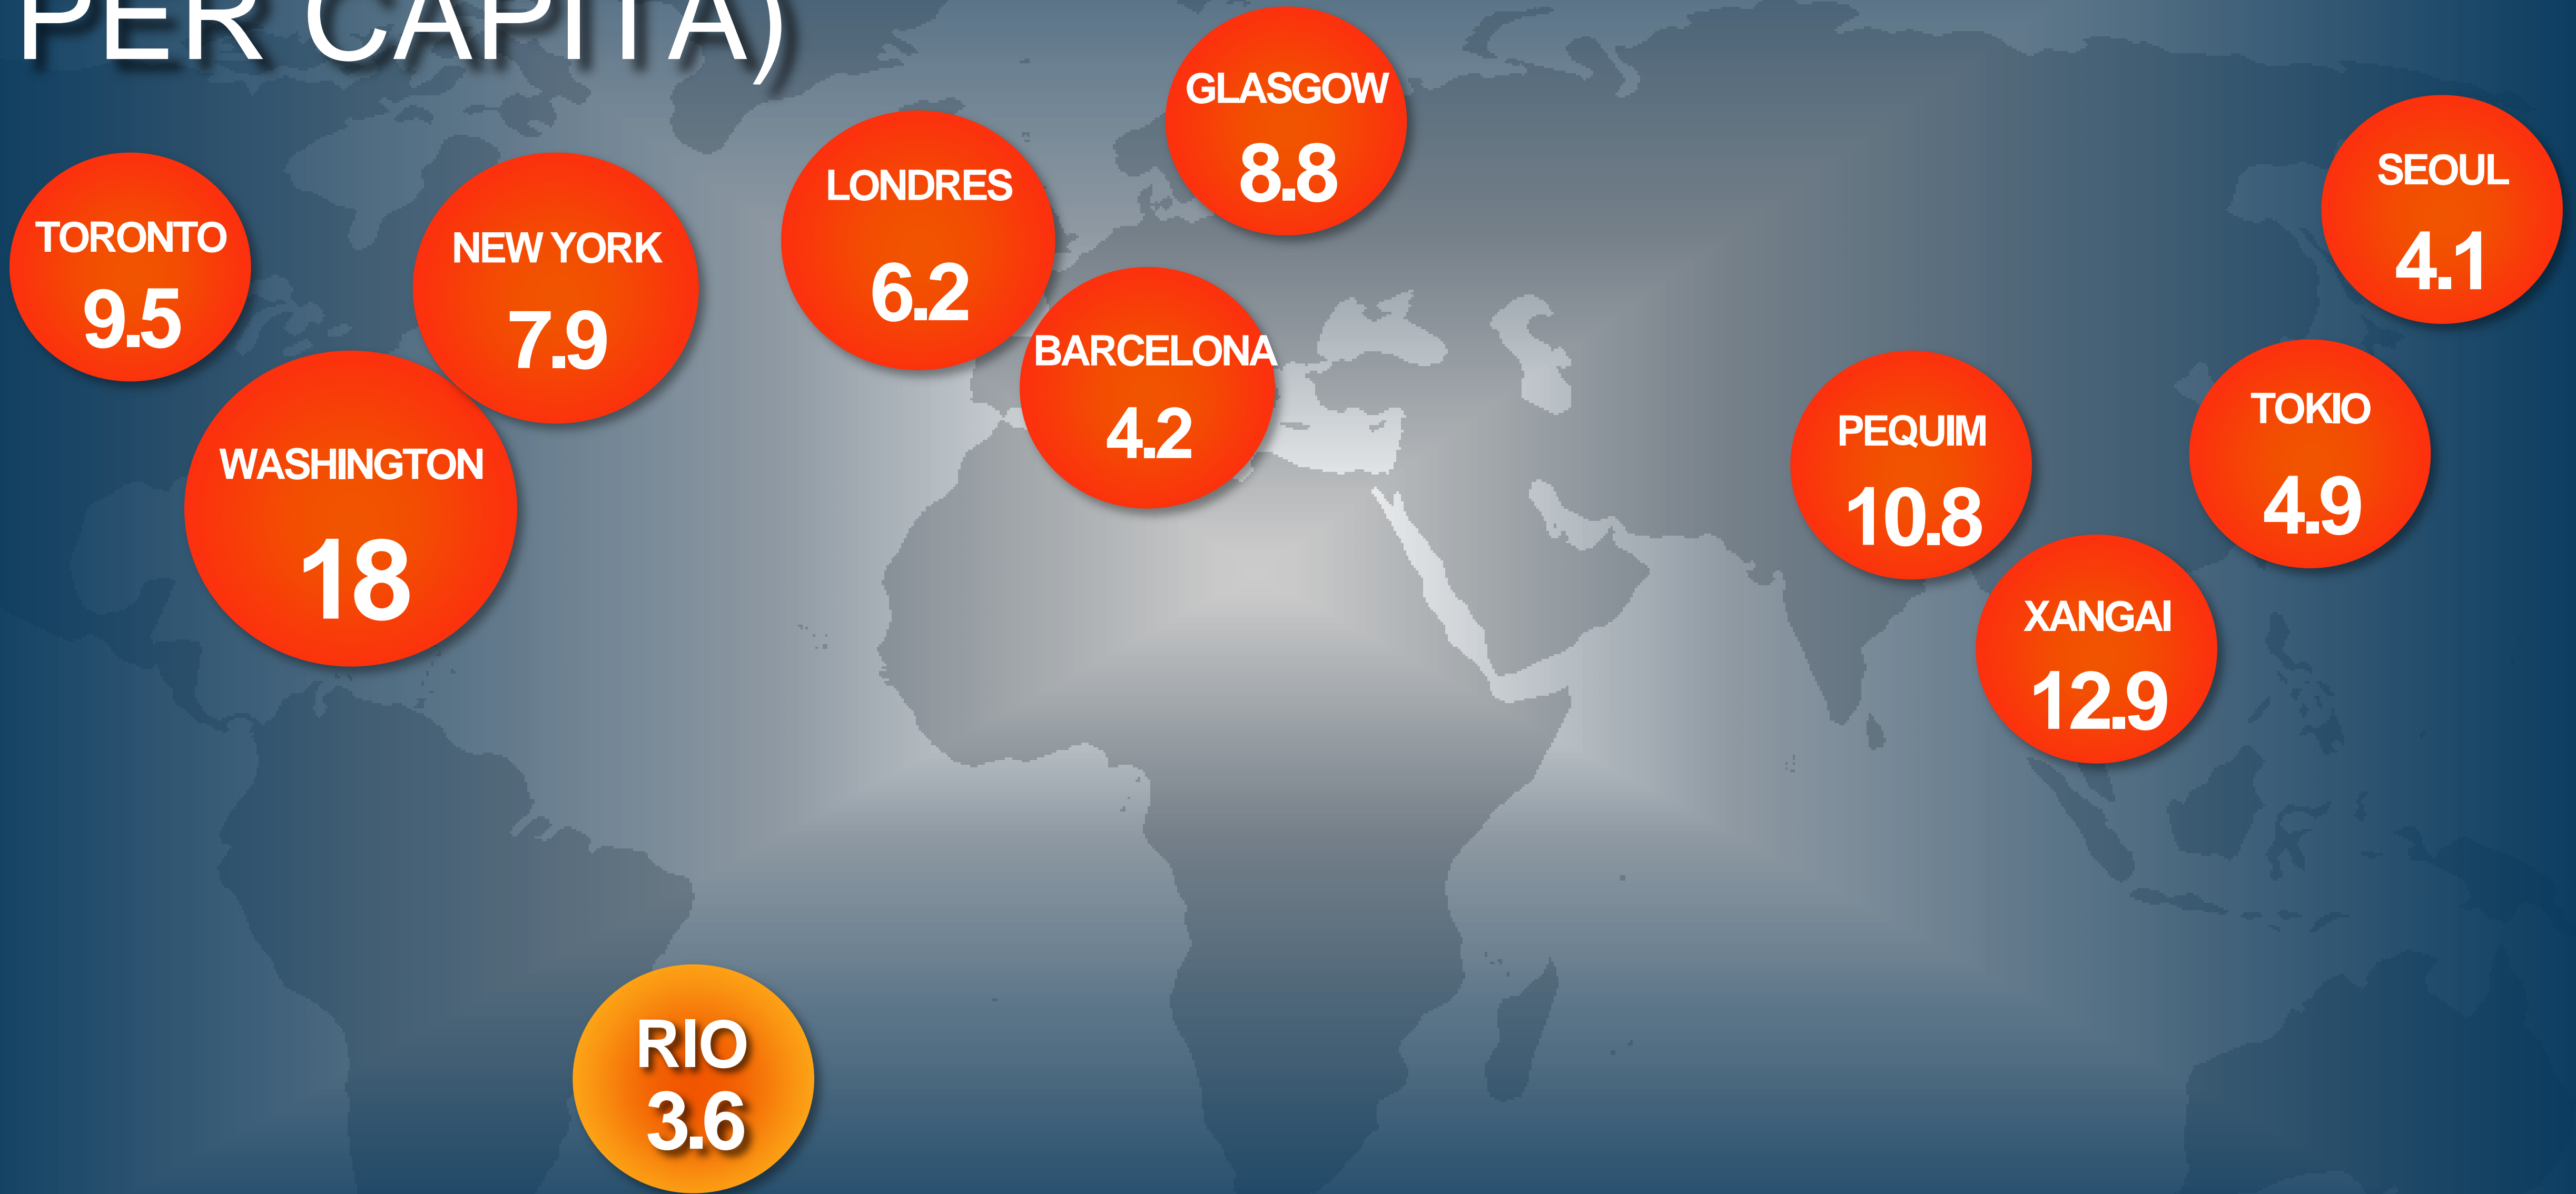 PER CAPITA)
GLASGOW
8.8
SEOUL
4.1
LONDRES
6.2
TORONTO
9.5
NEW YORK
7.9
BARCELONA
4.2
TOKIO
4.9
PEQUIM
10.8
WASHINGTON
18
XANGAI
12.9
RIO
3.6